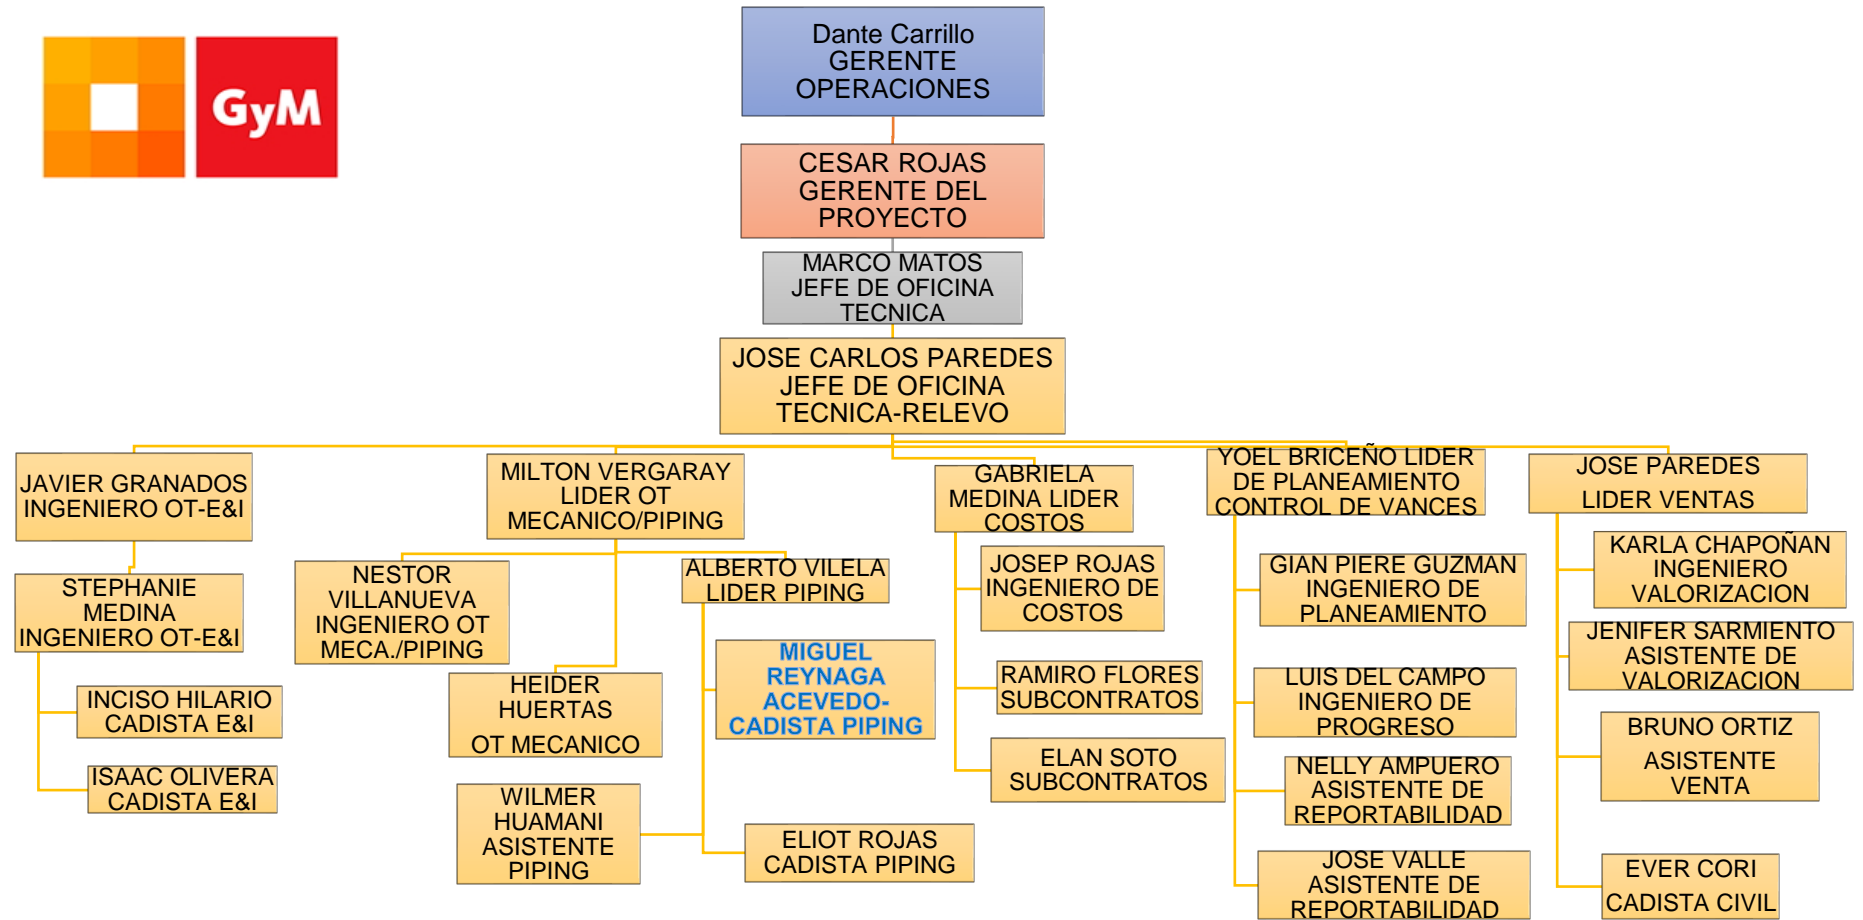 GyM
Dante Carrillo
GERENTE
OPERACIONES
CESAR ROJAS
GERENTE DEL
PROYECTO
MARCO MATOS
JEFE DE OFICINA
TECNICA
JOSE CARLOS PAREDES
JEFE DE OFICINA
TECNICA-RELEVO
JAVIER GRANADOS
INGENIERO OT-E&I
STEPHANIE
MEDINA
INGENIERO OT-E&I
INCISO HILARIO
CADISTA E&I
ISAAC OLIVERA
CADISTA E&I
MILTON VERGARAY
LIDER OT
MECANICO/PIPING
NESTOR
VILLANUEVA
INGENIERO OT
MECA./PIPING
HEIDER
HUERTAS
OT MECANICO
ALBERTO VILELA
LIDER PIPING
MIGUEL
REYNAGA
ACEVEDO-
CADISTA PIPING
WILMER
HUAMANI
ASISTENTE
PIPING
ELIOT ROJAS
CADISTA PIPING
GABRIELA
MEDINA LIDER
COSTOS
JOSEP ROJAS
INGENIERO DE
COSTOS
RAMIRO FLORES
SUBCONTRATOS
ELAN SOTO
SUBCONTRATOS
YOEL BRICEÑO LIDER
DE PLANEAMIENTO
CONTROL DE VANCES
GIAN PIERE GUZMAN
INGENIERO DE
PLANEAMIENTO
LUIS DEL CAMPO
INGENIERO DE
PROGRESO
NELLY AMPUERO
ASISTENTE DE
REPORTABILIDAD
JOSE VALLE
ASISTENTE DE
REPORTABILIDAD
JOSE PAREDES
LIDER VENTAS
KARLA CHAPOÑAN
INGENIERO
VALORIZACION
JENIFER SARMIENTO
ASISTENTE DE
VALORIZACION
BRUNO ORTIZ
ASISTENTE
VENTA
EVER CORI
CADISTA CIVIL